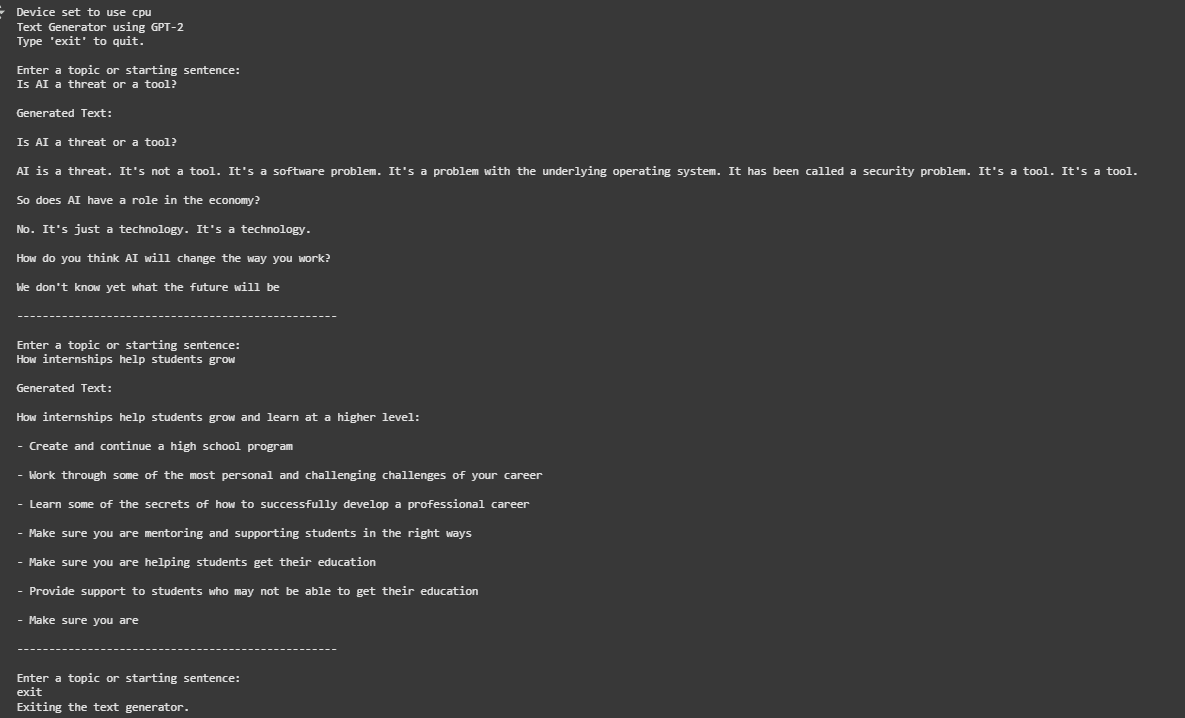 Device set to use cpu
Text Generator using GPT-2
Type 'exit' to quit.
Enter a topic or starting sentence:
Is AI a threat or a tool?
Generated Text:
Is AI a threat or a tool?
AI is a threat. It's not a tool. It's a software problem. It's a problem with the underlying operating system. It has been called a security problem. It's a tool. It's a tool.
So does AI have a role in the economy?
No. It's just a technology. It's a technology.
How do you think AI will change the way you work?
We don't know yet what the future will be
--------------------------------------------------
Enter a topic or starting sentence:
How internships help students grow
Generated Text:
How internships help students grow and learn at a higher level:
- Create and continue a high school program
- Work through some of the most personal and challenging challenges of your career
- Learn some of the secrets of how to successfully develop a professional career
- Make sure you are mentoring and supporting students in the right ways
- Make sure you are helping students get their education
- Provide support to students who may not be able to get their education
- Make sure you are
--------------------------------------------------
Enter a topic or starting sentence:
exit
Exiting the text generator.